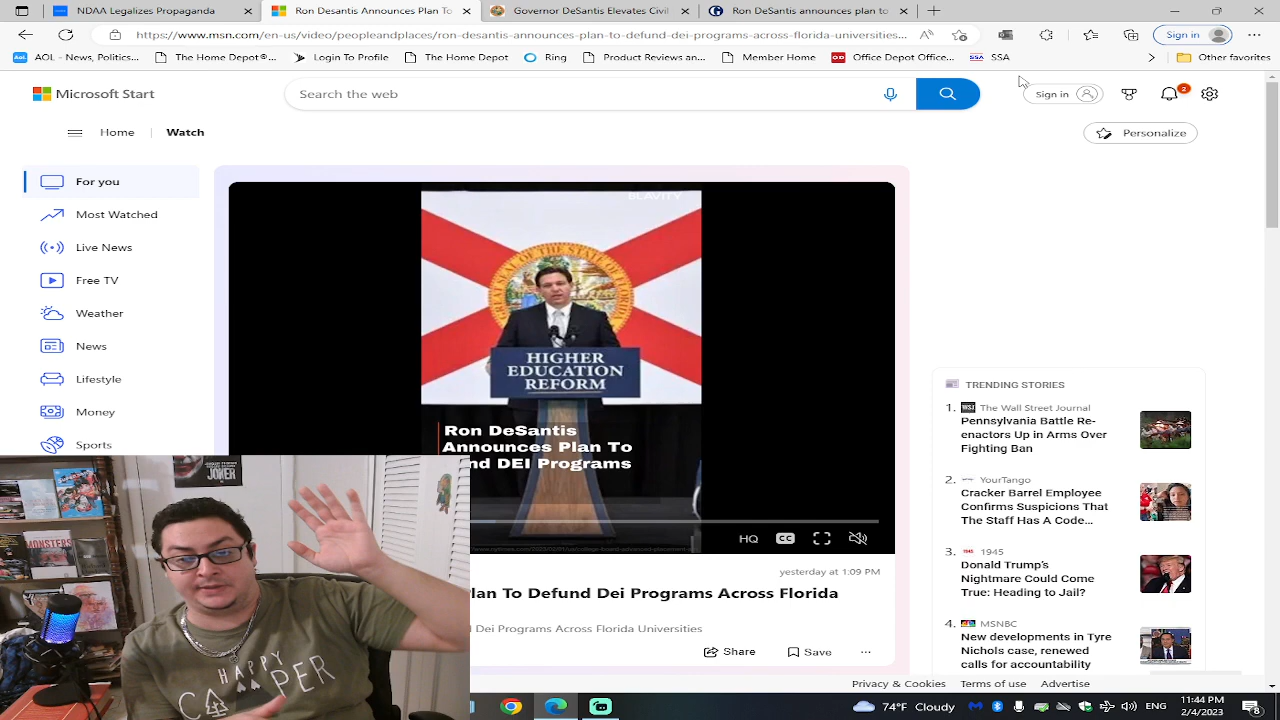 NDAA Legalizes Propaganda
Ron Desantis Announces Plan To
Governor DeSantis Elevates Civil
Ron DeSantis Announces Plan to
https://www.msn.com/en-us/video/peopleandplaces/ron-desantis-announces-plan-to-defund-dei-programs-across-florida-universities...
Sign in
AOL - News, Politics...
The Home Depot®
Login To Profile
The Home Depot
Ring
Product Reviews an...
Member Home
SSA
Other favorites
Microsoft Start
Search the web
Sign in
2
Home
Watch
Personalize
For you
Most Watched
Live News
Free TV
Weather
News
Lifestyle
Money
Sports
HIGHER
EDUCATION
REFORM
Ron DeSantis
Announces Plan To
nd DEI Programs
HQ
CC
yesterday at 1:09 PM
lan To Defund Dei Programs Across Florida
Dei Programs Across Florida Universities
Share
Save
TRENDING STORIES
1. WSJ The Wall Street Journal
Pennsylvania Battle Re-
enactors Up in Arms Over
Fighting Ban
2. YourTango
Cracker Barrel Employee
Confirms Suspicions That
The Staff Has A Code...
3. 1945 1945
Donald Trump's
Nightmare Could Come
True: Heading to Jail?
4. MSNBC
New developments in Tyre
Nichols case, renewed
calls for accountability
Privacy & Cookies
Terms of use
Advertise
JOKER
MONSTERS
HAPPY
CAMPER
74°F Cloudy
ENG
11:44 PM
2/4/2023